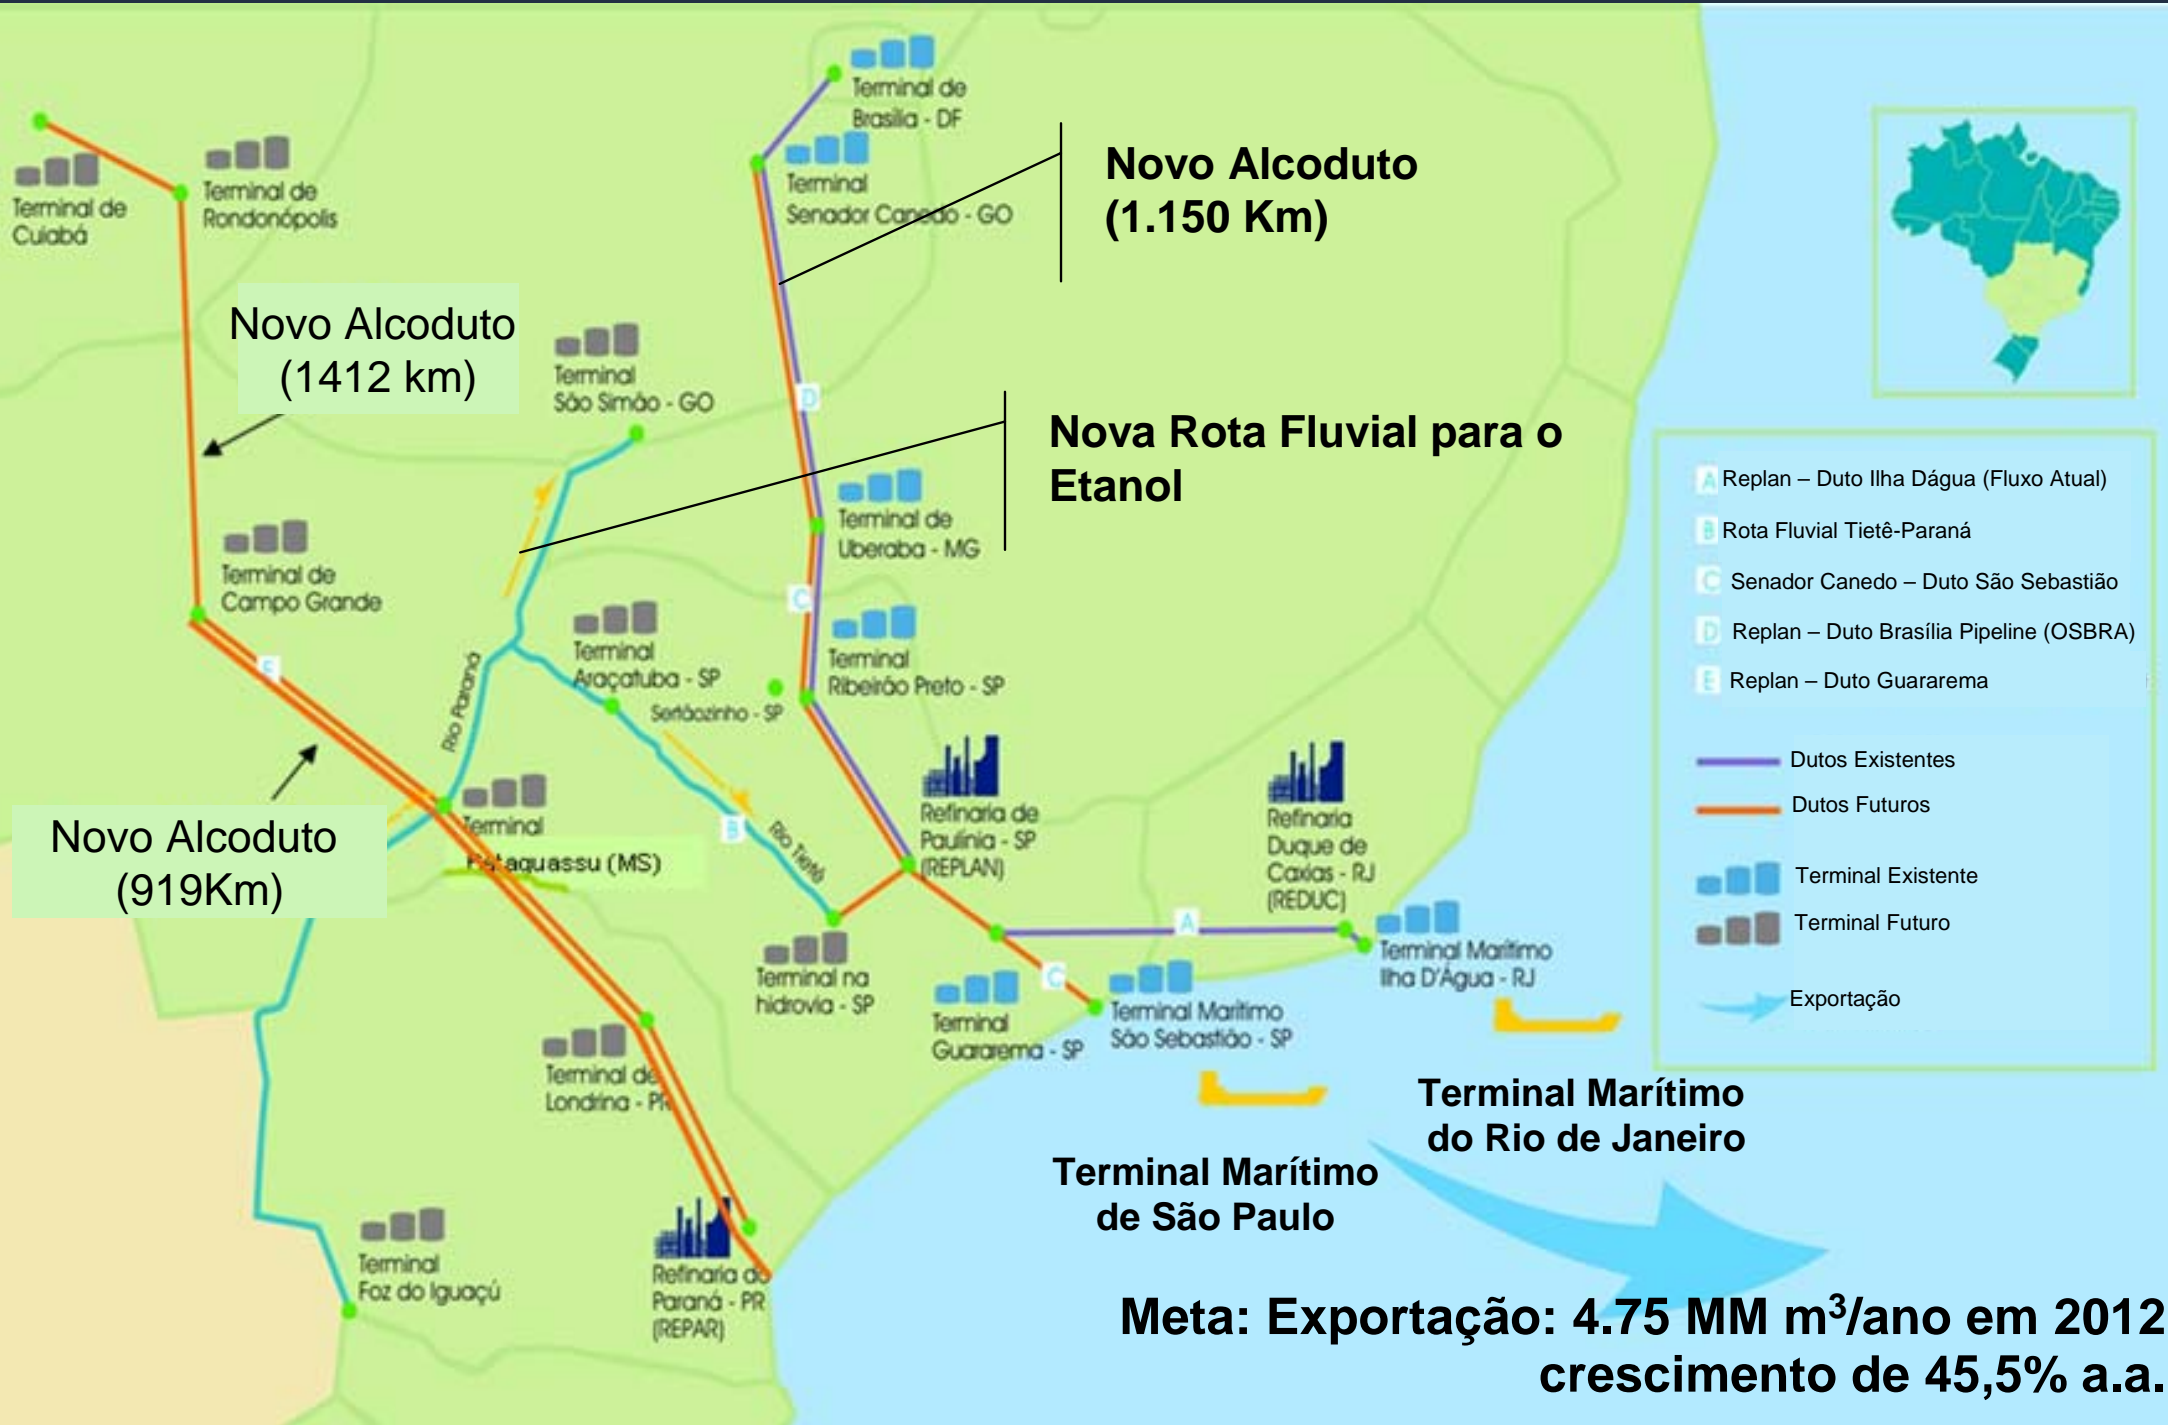 Terminal de
Brasília - DF
Terminal
Senador Canedo - GO
Novo Alcoduto
(1.150 Km)
Terminal de
Cuiabá
Terminal de
Rondonópolis
Novo Alcoduto
(1412 km)
Terminal
São Simão - GO
D
Nova Rota Fluvial para o
Etanol
Terminal de
Uberaba - MG
Terminal de
Campo Grande
C
Terminal
Araçatuba - SP
Sertãozinho - SP
Terminal
Ribeirão Preto - SP
E
Rio Paraná
Novo Alcoduto
(919Km)
Terminal
aquassu (MS)
B
Rio Tietê
Refinaria de
Paulínia - SP
(REPLAN)
Refinaria
Duque de
Caxias - RJ
(REDUC)
A
Terminal na
hidrovia - SP
C
Terminal
Guararema - SP
Terminal Marítimo
São Sebastião - SP
Terminal Marítimo
Ilha D'Água - RJ
Terminal de
Londrina - PR
Terminal
Foz do Iguaçú
Refinaria do
Paraná - PR
(REPAR)
A Replan – Duto Ilha Dágua (Fluxo Atual)
B Rota Fluvial Tietê-Paraná
C Senador Canedo – Duto São Sebastião
D Replan – Duto Brasília Pipeline (OSBRA)
E Replan – Duto Guararema
Dutos Existentes
Dutos Futuros
Terminal Existente
Terminal Futuro
Exportação
Terminal Marítimo
do Rio de Janeiro
Terminal Marítimo
de São Paulo
Meta: Exportação: 4.75 MM m³/ano em 2012
crescimento de 45,5% a.a.